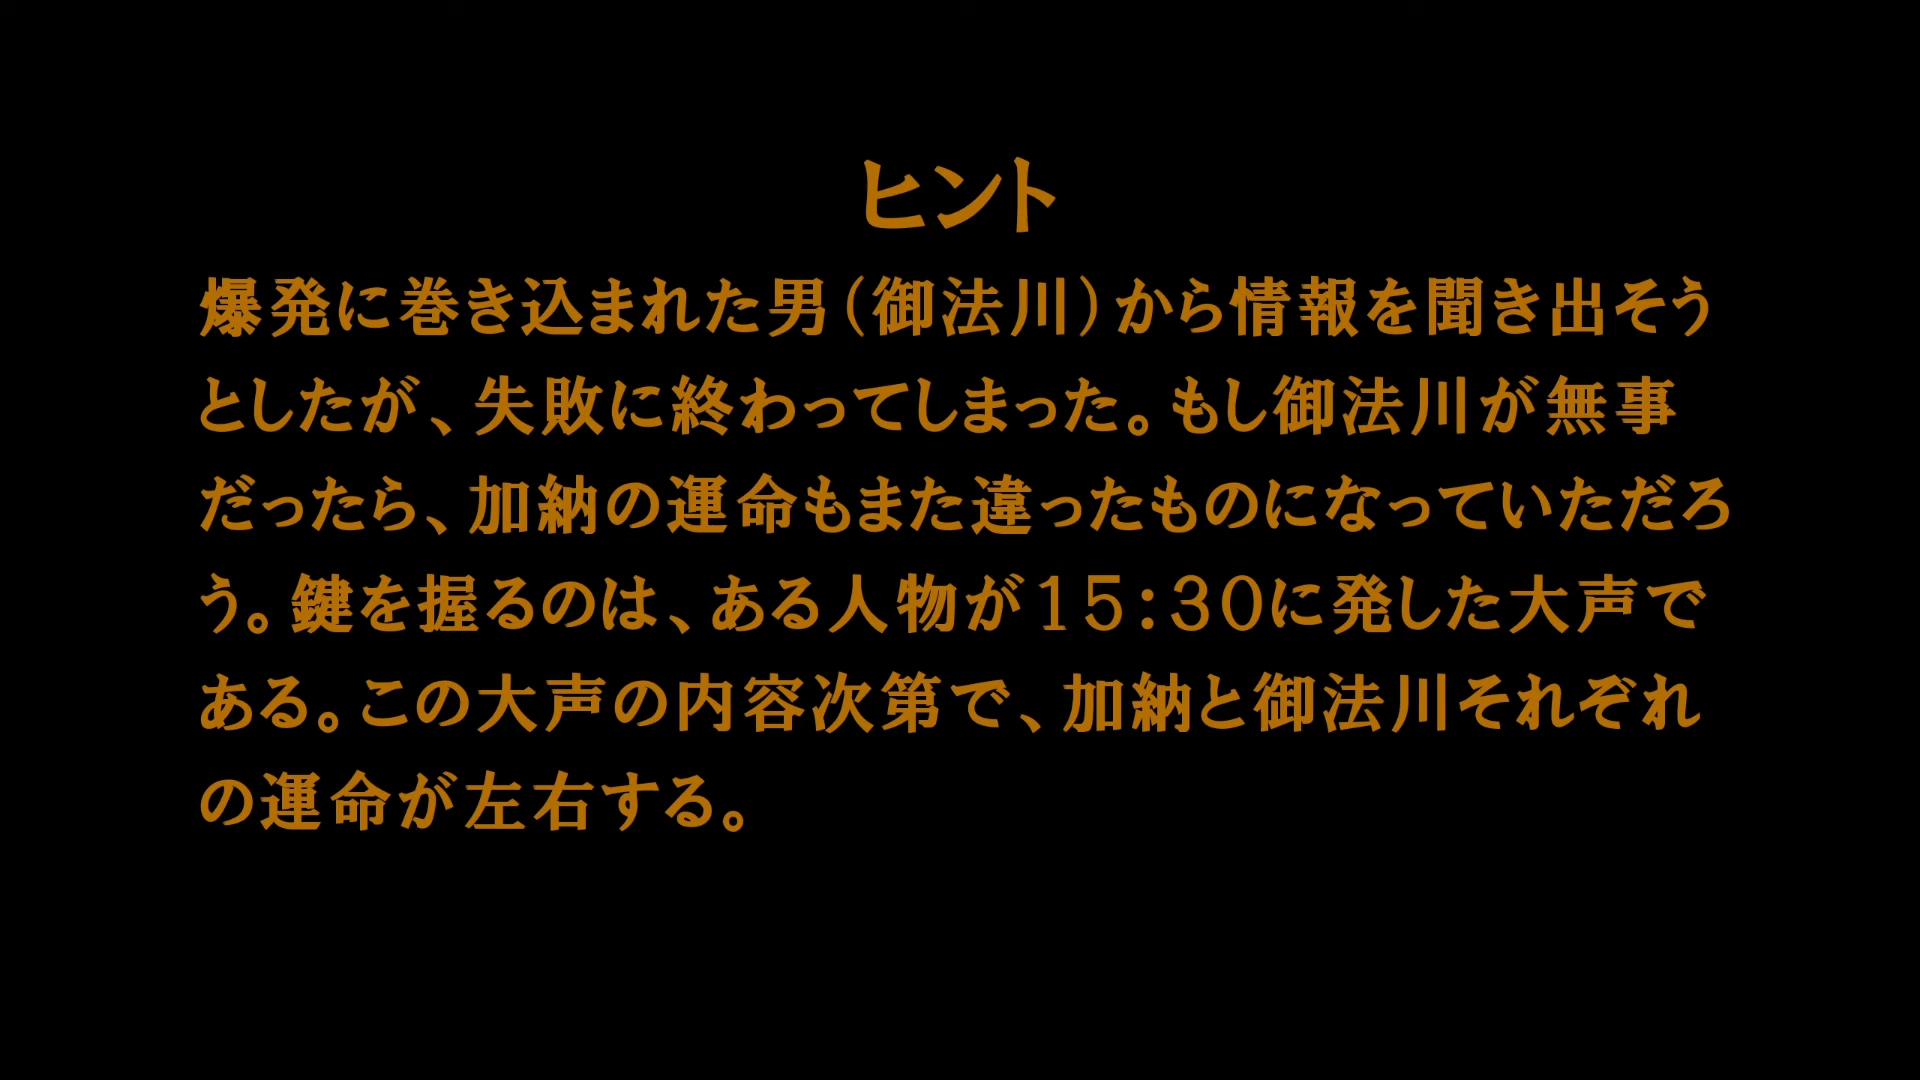 ヒント
爆発に巻き込まれた男（御法川）から情報を聞き出そう
としたが、失敗に終わってしまった。もし御法川が無事
だったら、加納の運命もまた違ったものになっていただろ
う。鍵を握るのは、ある人物が１５：３０に発した大声で
ある。この大声の内容次第で、加納と御法川それぞれ
の運命が左右する。